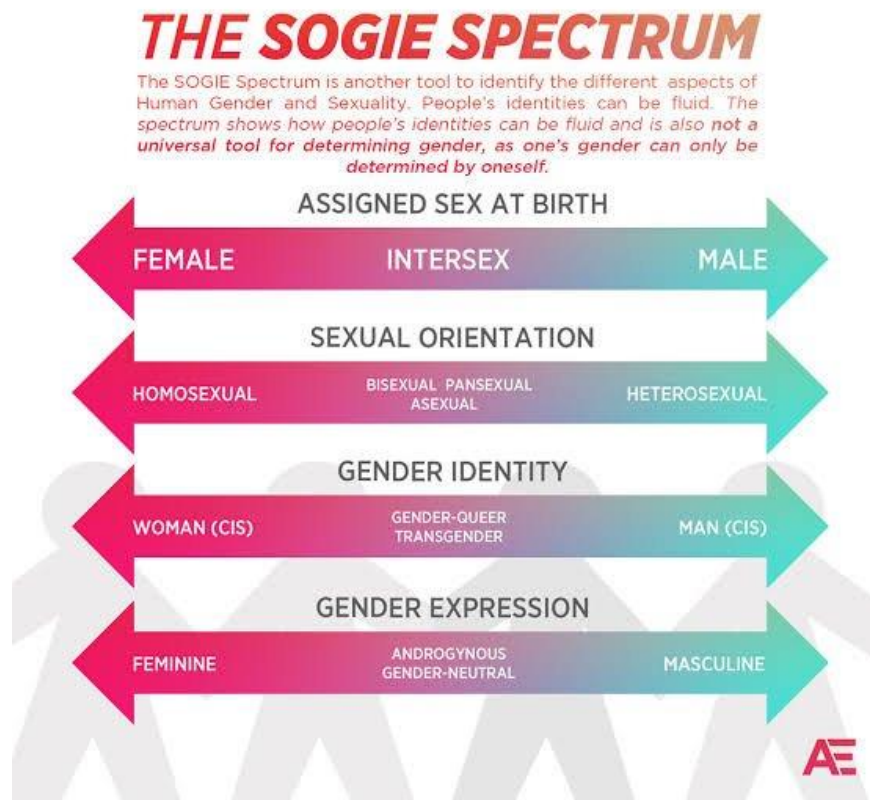 THE SOGIE SPECTRUM
The SOGIE Spectrum is another tool to identify the different aspects of
Human Gender and Sexuality. People's identities can be fluid. The
spectrum shows how people's identities can be fluid and is also not a
universal tool for determining gender, as one's gender can only be
determined by oneself.
ASSIGNED SEX AT BIRTH
FEMALE INTERSEX MALE
SEXUAL ORIENTATION
HOMOSEXUAL BISEXUAL PANSEXUAL ASEXUAL HETEROSEXUAL
GENDER IDENTITY
WOMAN (CIS) GENDER-QUEER TRANSGENDER MAN (CIS)
GENDER EXPRESSION
FEMININE ANDROGYNOUS GENDER-NEUTRAL MASCULINE
AE